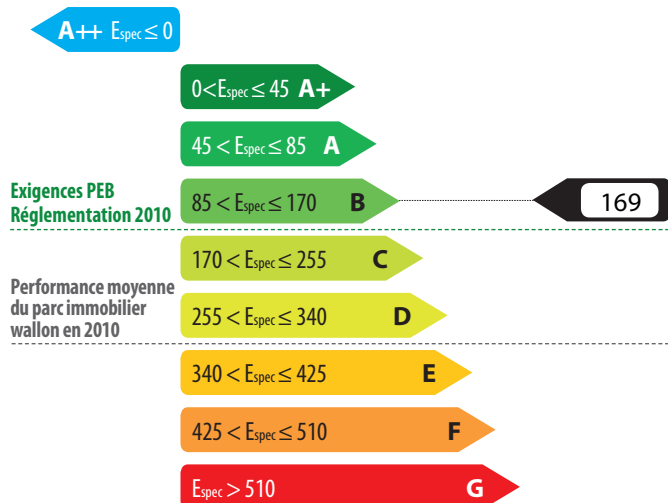 A++ Espec ≤ 0
0<Espec ≤ 45 A+
45 < Espec ≤ 85 A
Exigences PEB
Réglementation 2010
85 < Espec ≤ 170 B
169
170 < Espec ≤ 255 C
Performance moyenne
du parc immobilier
wallon en 2010
255 < Espec ≤ 340 D
340 < Espec ≤ 425 E
425 < Espec ≤ 510 F
Espec > 510 G